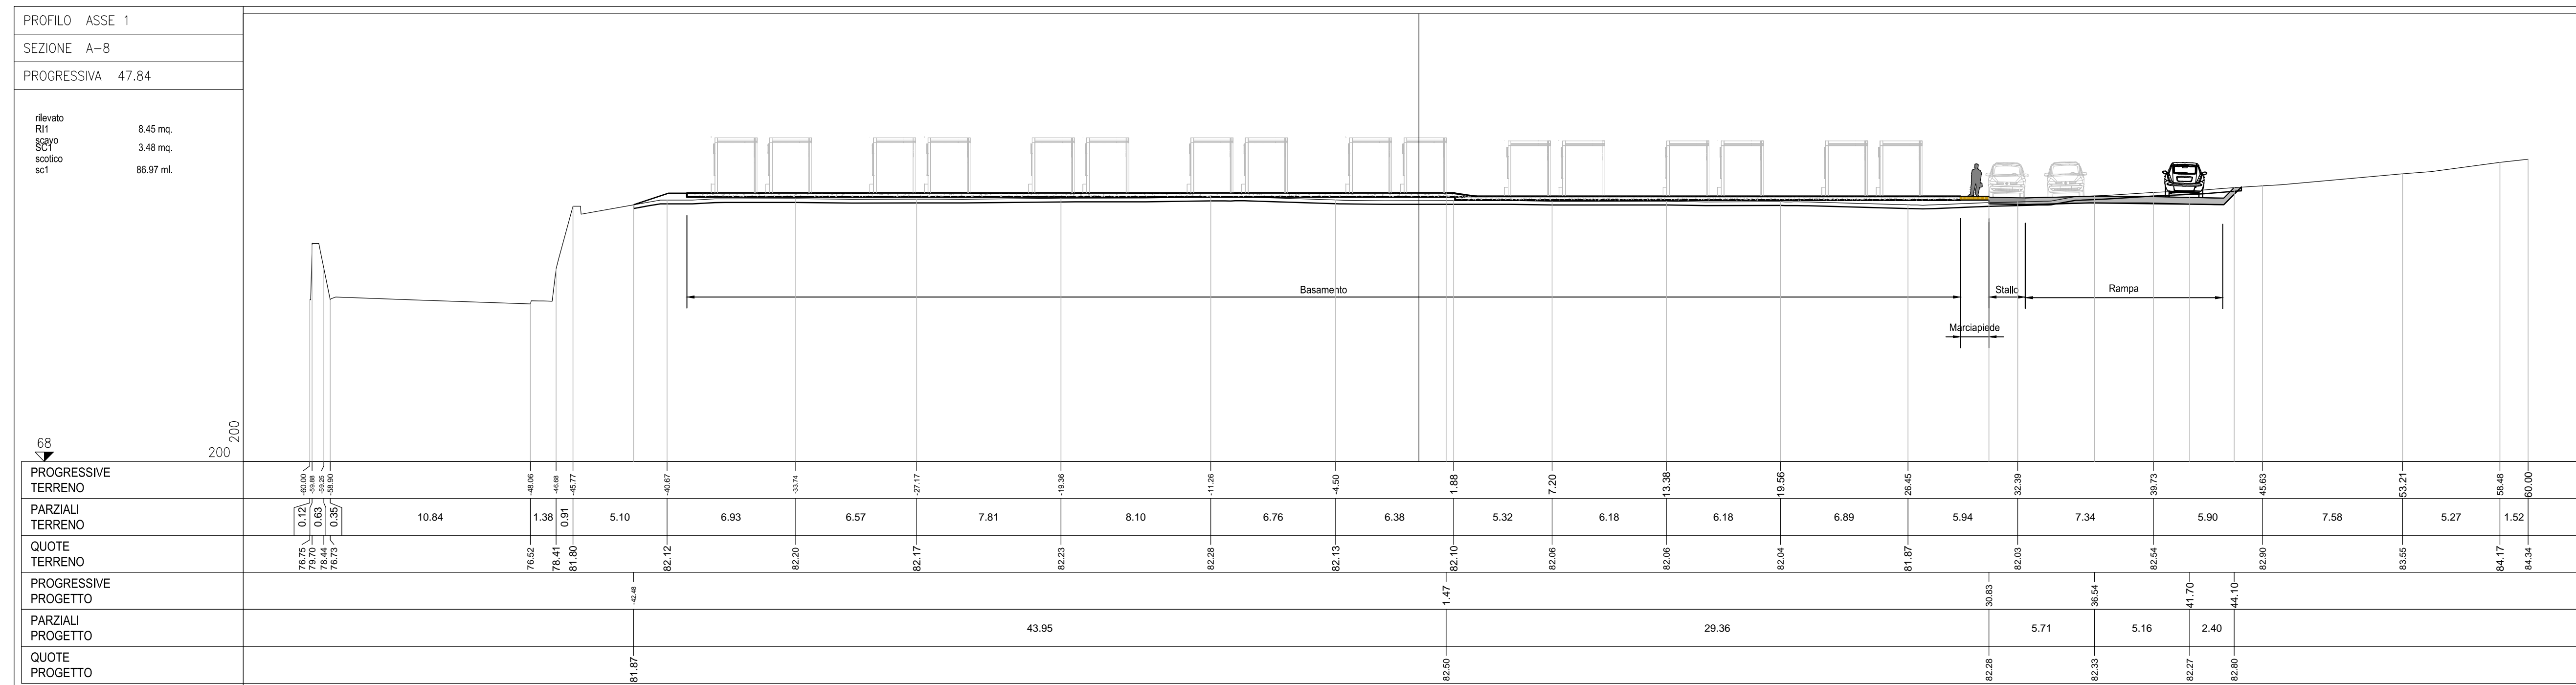 PROFILO ASSE 1
SEZIONE A-8
PROGRESSIVA 47.84
rilevato
RI1 8.45 mq.
scavo
SC1 3.48 mq.
scotico
sc1 86.97 ml.
Basamento
Stallo
Rampa
Marciapiede
68
200
200
PROGRESSIVE
TERRENO
-60.00 -59.88 -59.25 -58.90 -48.06 -46.68 -45.77 -40.67 -33.74 -27.17 -19.36 -11.26 -4.50 1.88 7.20 13.38 19.56 26.45 32.39 39.73 45.63 53.21 58.48 60.00
PARZIALI
TERRENO
0.12 0.63 0.35 10.84 1.38 0.91 5.10 6.93 6.57 7.81 8.10 6.76 6.38 5.32 6.18 6.18 6.89 5.94 7.34 5.90 7.58 5.27 1.52
QUOTE
TERRENO
76.75 79.70 78.44 76.73 76.52 78.41 81.80 82.12 82.20 82.17 82.23 82.28 82.13 82.10 82.06 82.06 82.04 81.87 82.03 82.54 82.90 83.55 84.17 84.34
PROGRESSIVE
PROGETTO
-42.48 1.47 30.83 36.54 41.70 44.10
PARZIALI
PROGETTO
43.95 29.36 5.71 5.16 2.40
QUOTE
PROGETTO
81.87 82.50 82.28 82.33 82.27 82.80